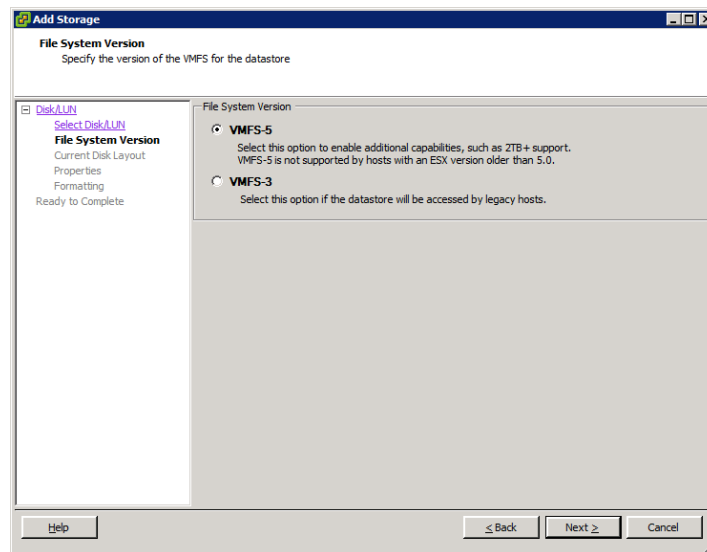 Add Storage
File System Version
Specify the version of the VMFS for the datastore
Disk/LUN
Select Disk/LUN
File System Version
Current Disk Layout
Properties
Formatting
Ready to Complete
File System Version
VMFS-5
Select this option to enable additional capabilities, such as 2TB+ support.
VMFS-5 is not supported by hosts with an ESX version older than 5.0.
VMFS-3
Select this option if the datastore will be accessed by legacy hosts.
Help
< Back
Next >
Cancel